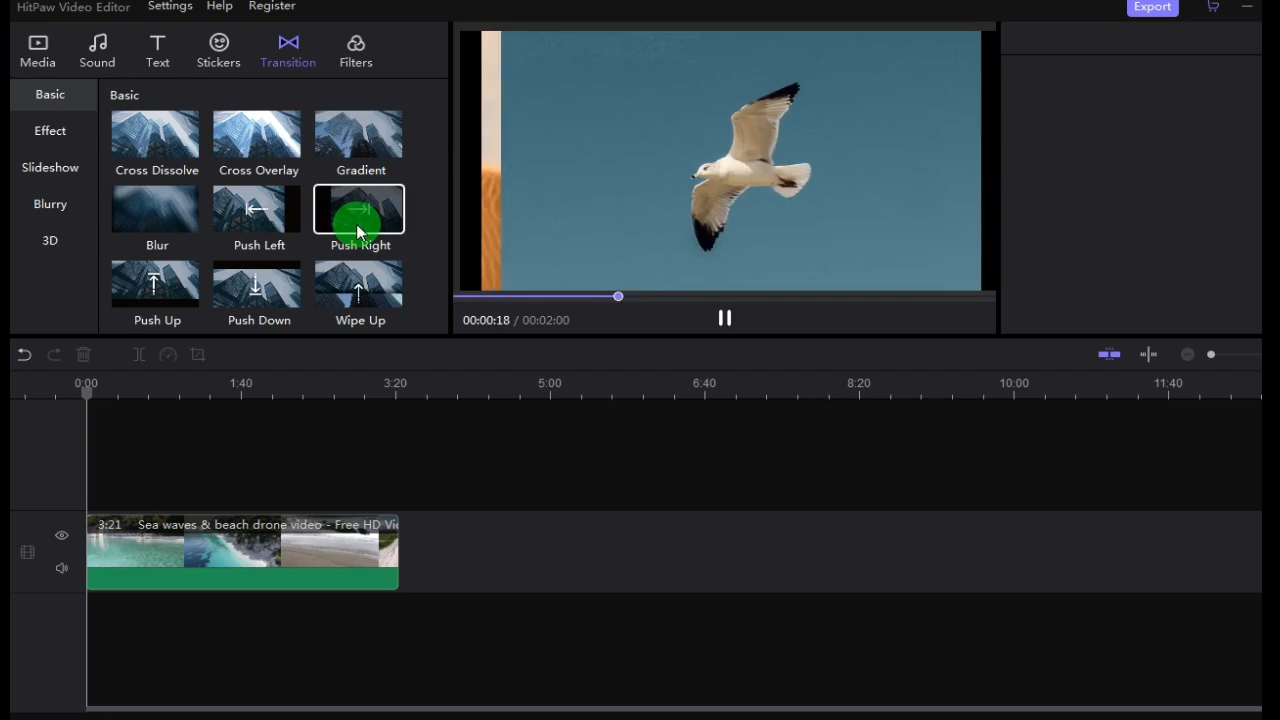 HitPaw Video Editor Settings Help Register Export
Media Sound Text Stickers Transition Filters
Basic
Effect
Slideshow
Blurry
3D
Basic
Cross Dissolve Cross Overlay Gradient
Blur Push Left Push Right
Push Up Push Down Wipe Up
00:00:18 / 00:02:00
0:00 1:40 3:20 5:00 6:40 8:20 10:00 11:40
3:21 Sea waves & beach drone video - Free HD Vid